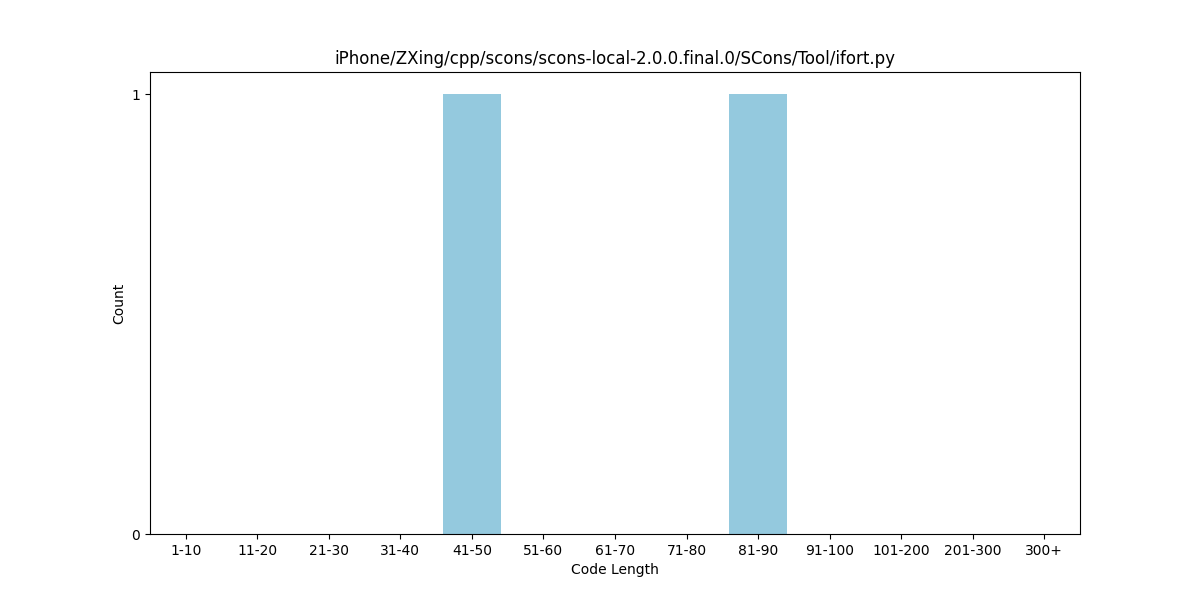 iPhone/ZXing/cpp/scons/scons-local-2.0.0.final.0/SCons/Tool/ifort.py
1
Count
0
1-10 11-20 21-30 31-40 41-50 51-60 61-70 71-80 81-90 91-100 101-200 201-300 300+
Code Length